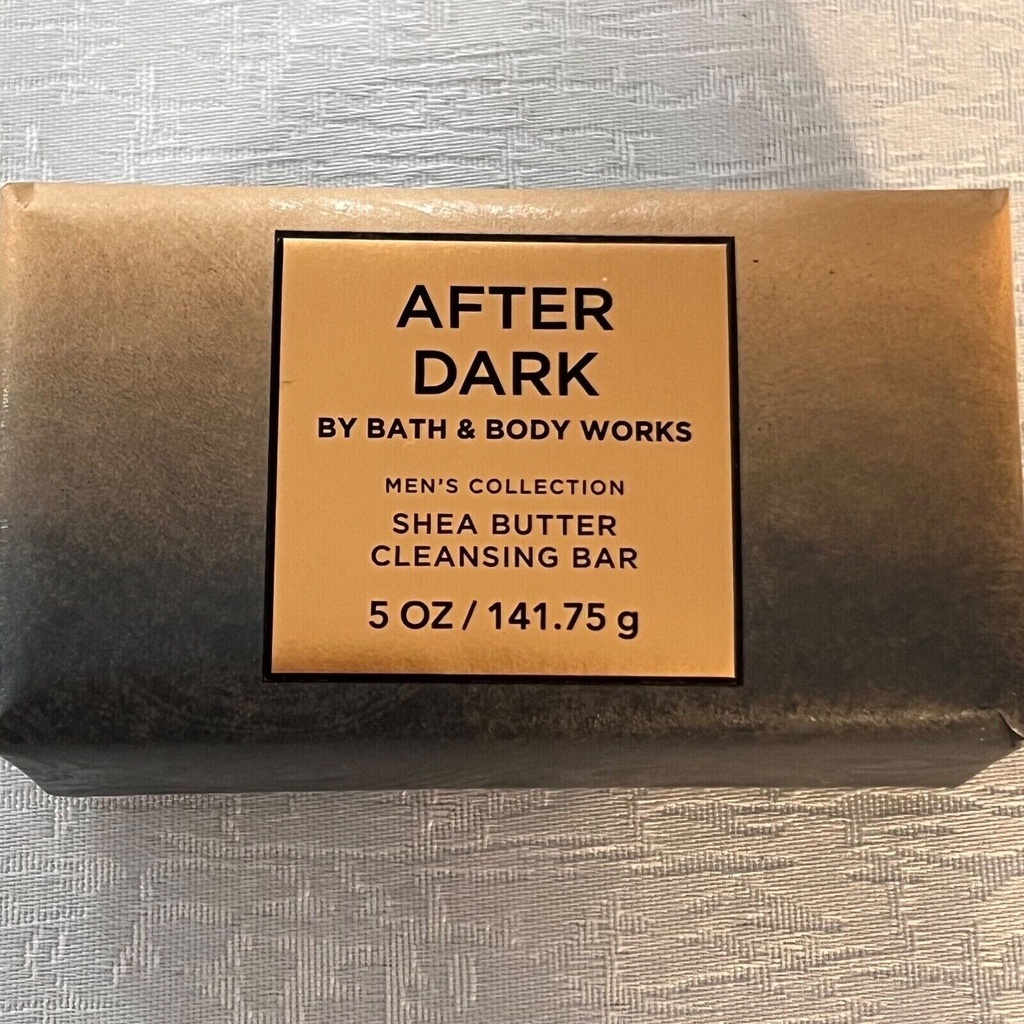 AFTER
DARK
BY BATH & BODY WORKS
MEN'S COLLECTION
SHEA BUTTER
CLEANSING BAR
5 OZ / 141.75 g